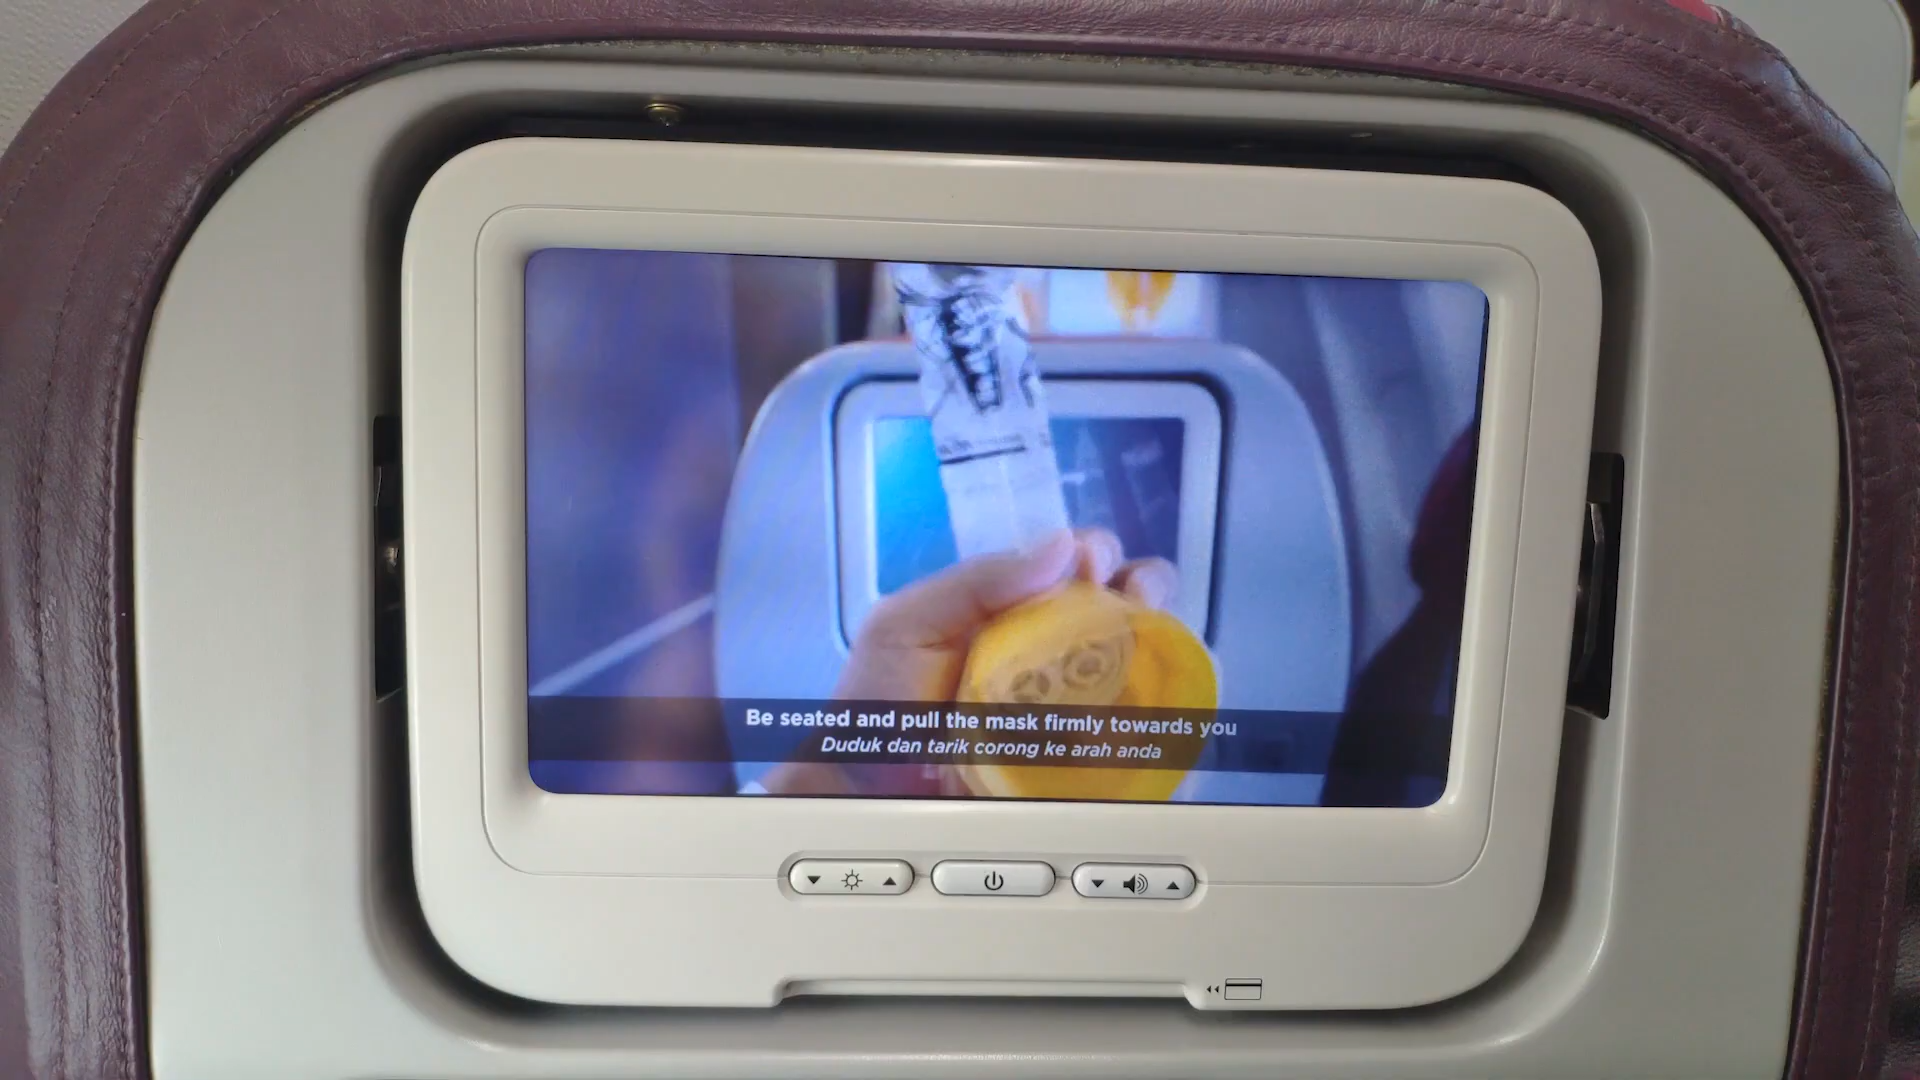 Be seated and pull the mask firmly towards you
Duduk dan tarik corong ke arah anda